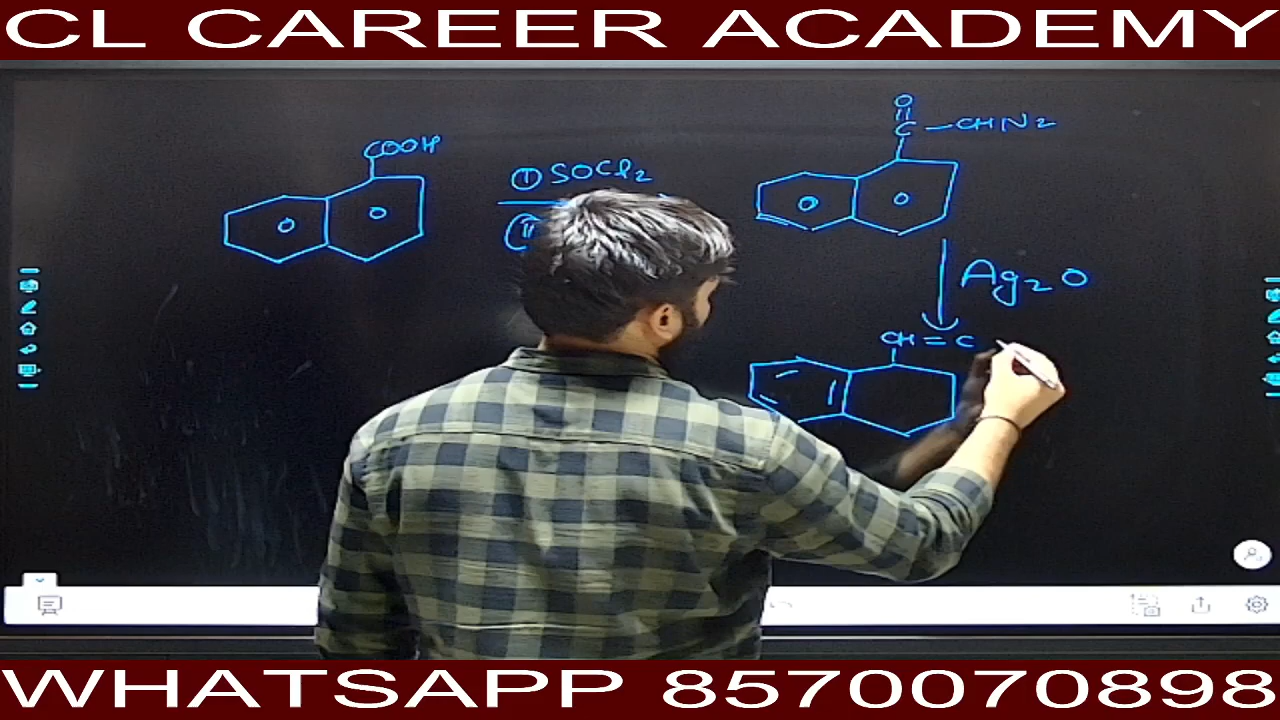 CL CAREER ACADEMY
COOH
① SOCl2
O
C-CHN2
Ag2O
CH=C
WHATSAPP 8570070898